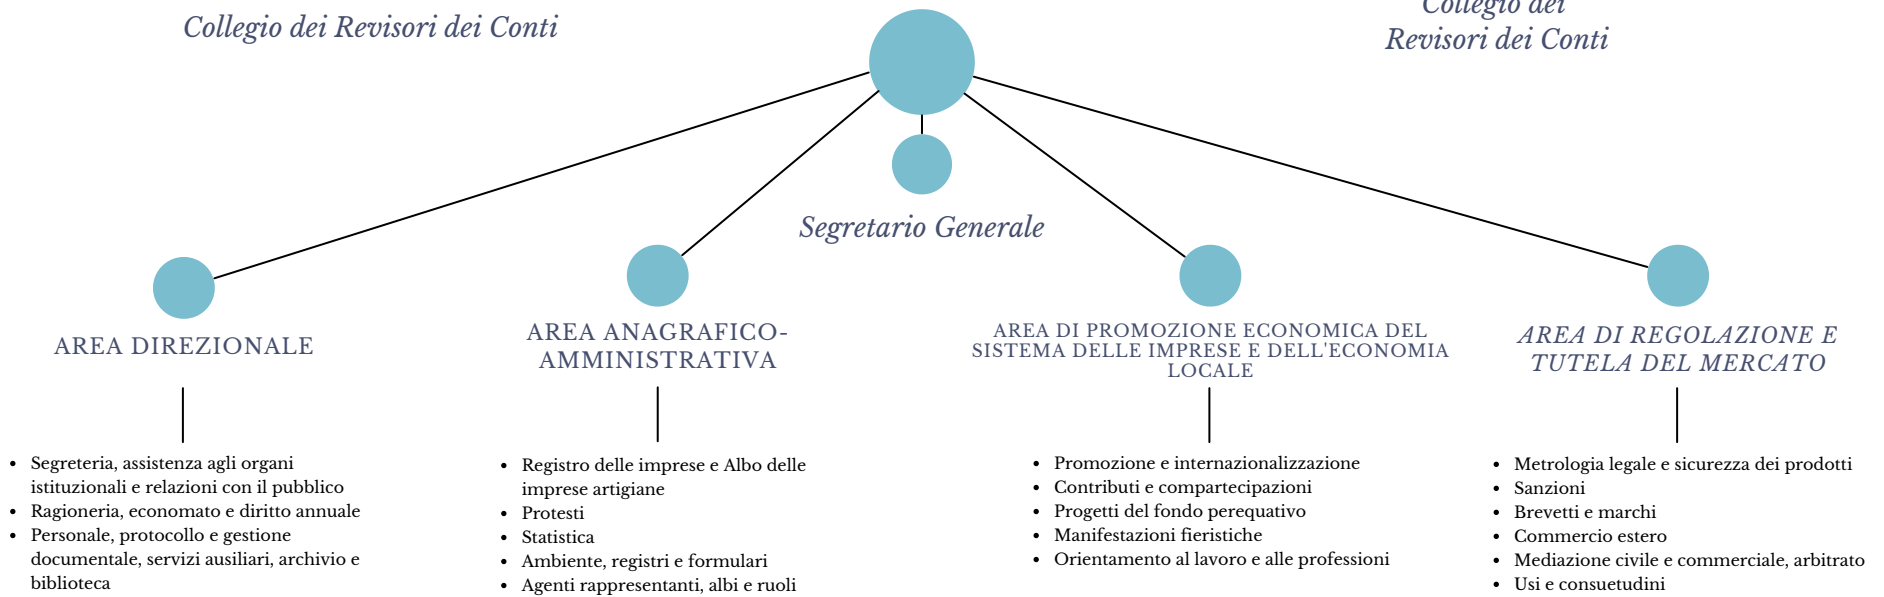 Collegio dei Revisori dei Conti
Collegio dei
Revisori dei Conti
Segretario Generale
AREA DIREZIONALE
• Segreteria, assistenza agli organi
istituzionali e relazioni con il pubblico
• Ragioneria, economato e diritto annuale
• Personale, protocollo e gestione
documentale, servizi ausiliari, archivio e
biblioteca
AREA ANAGRAFICO-
AMMINISTRATIVA
• Registro delle imprese e Albo delle
imprese artigiane
• Protesti
• Statistica
• Ambiente, registri e formulari
• Agenti rappresentanti, albi e ruoli
AREA DI PROMOZIONE ECONOMICA DEL
SISTEMA DELLE IMPRESE E DELL'ECONOMIA
LOCALE
• Promozione e internazionalizzazione
• Contributi e compartecipazioni
• Progetti del fondo perequativo
• Manifestazioni fieristiche
• Orientamento al lavoro e alle professioni
AREA DI REGOLAZIONE E
TUTELA DEL MERCATO
• Metrologia legale e sicurezza dei prodotti
• Sanzioni
• Brevetti e marchi
• Commercio estero
• Mediazione civile e commerciale, arbitrato
• Usi e consuetudini